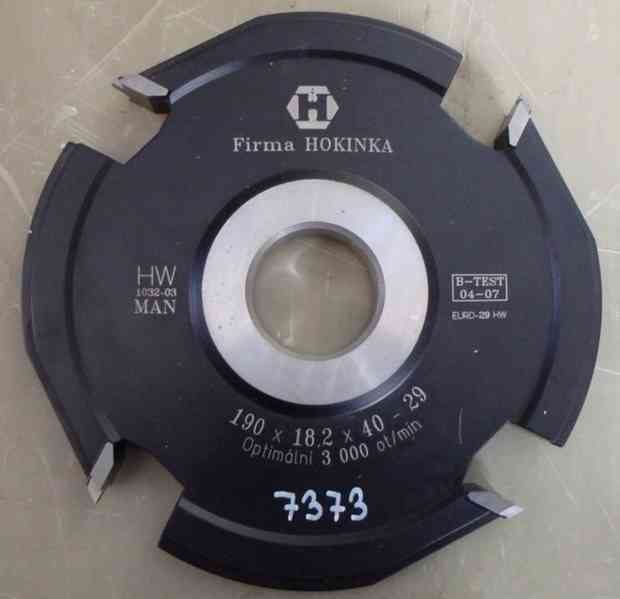 H
Firma HOKINKA
HW
1032-03
MAN
B-TEST
04-07
EURO-29 HW
190 x 18,2 x 40 - 29
Optimální 3 000 ot/min
7373